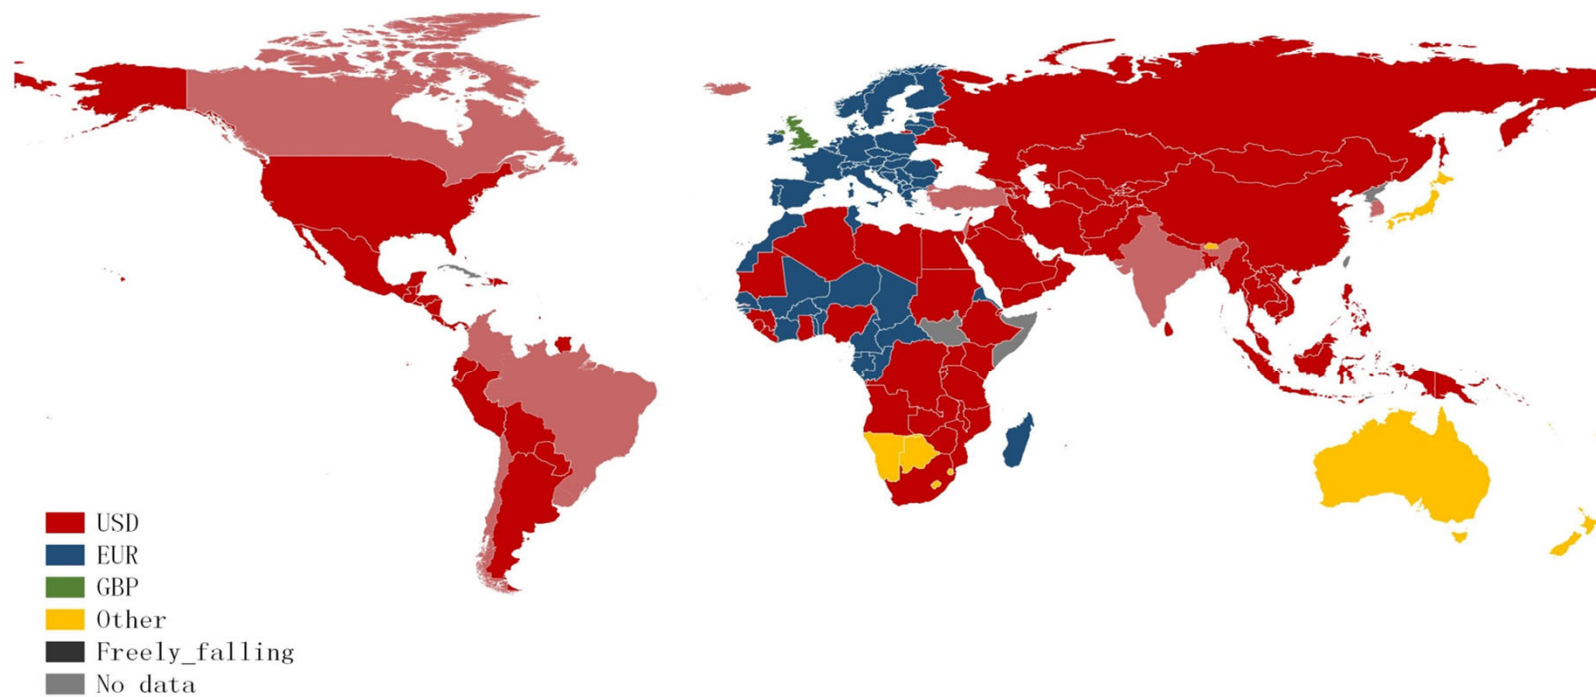 USD
EUR
GBP
Other
Freely_falling
No data